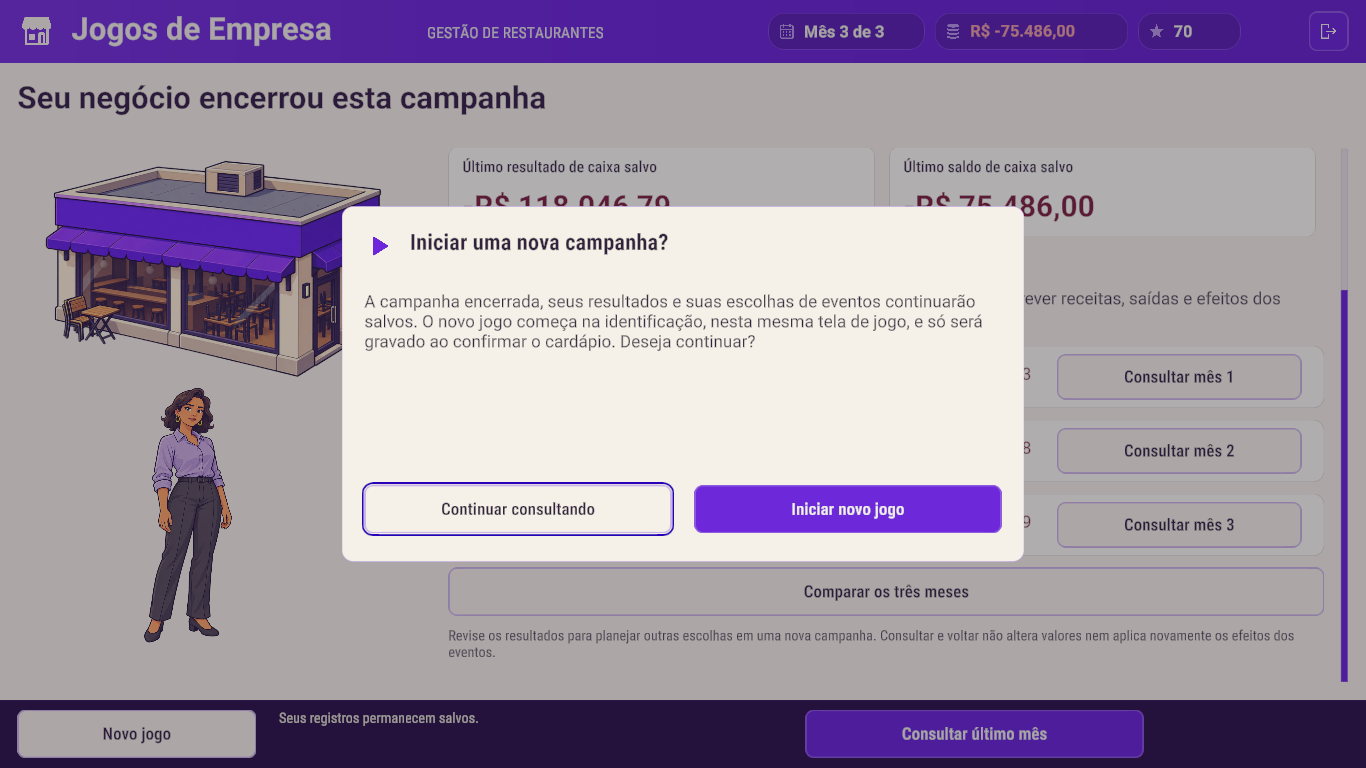 Jogos de Empresa
GESTÃO DE RESTAURANTES
Mês 3 de 3
R$ -75.486,00
70
Seu negócio encerrou esta campanha
Último resultado de caixa salvo
Último saldo de caixa salvo
-R$ 118.046,79
-R$ 75.486,00
Iniciar uma nova campanha?
A campanha encerrada, seus resultados e suas escolhas de eventos continuarão
salvos. O novo jogo começa na identificação, nesta mesma tela de jogo, e só será
gravado ao confirmar o cardápio. Deseja continuar?
receitas, saídas e efeitos dos
3
Consultar mês 1
8
Consultar mês 2
9
Consultar mês 3
Continuar consultando
Iniciar novo jogo
Comparar os três meses
Revise os resultados para planejar outras escolhas em uma nova campanha. Consultar e voltar não altera valores nem aplica novamente os efeitos dos
eventos.
Novo jogo
Seus registros permanecem salvos.
Consultar último mês